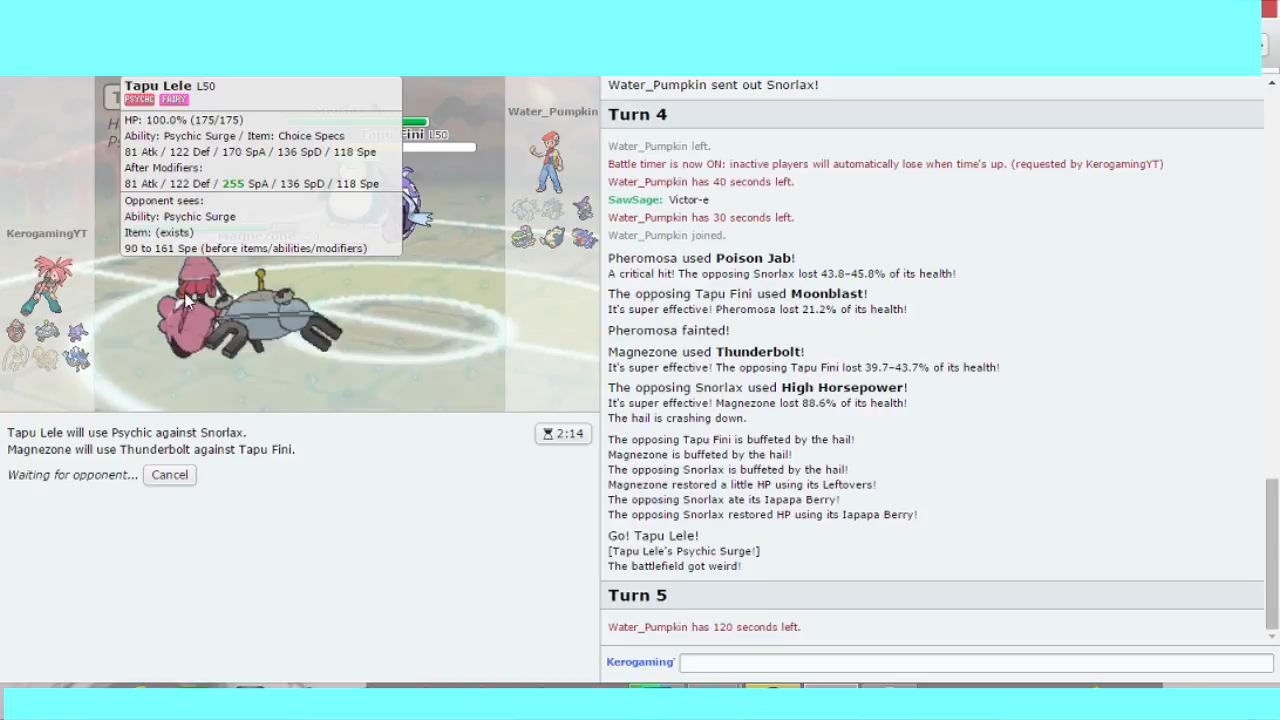 Tapu Lele L50
PSYCHC FAIRY
HP: 100.0% (175/175)
Ability: Psychic Surge / Item: Choice Specs
81 Atk / 122 Def / 170 SpA / 136 SpD / 118 Spe
After Modifiers:
81 Atk / 122 Def / 255 SpA / 136 SpD / 118 Spe
Opponent sees:
Ability: Psychic Surge
Item: (exists)
90 to 161 Spe (before items/abilities/modifiers)
Fini L50
Water_Pumpkin
KerogamingYT
Tapu Lele will use Psychic against Snorlax.
Magnezone will use Thunderbolt against Tapu Fini.
Waiting for opponent... Cancel
2:14
Water_Pumpkin sent out Snorlax!
Turn 4
Water_Pumpkin left.
Battle timer is now ON: inactive players will automatically lose when time's up. (requested by KerogamingYT)
Water_Pumpkin has 40 seconds left.
SawSage: Victor-e
Water_Pumpkin has 30 seconds left.
Water_Pumpkin joined.
Pheromosa used Poison Jab!
A critical hit! The opposing Snorlax lost 43.8–45.8% of its health!
The opposing Tapu Fini used Moonblast!
It's super effective! Pheromosa lost 21.2% of its health!
Pheromosa fainted!
Magnezone used Thunderbolt!
It's super effective! The opposing Tapu Fini lost 39.7–43.7% of its health!
The opposing Snorlax used High Horsepower!
It's super effective! Magnezone lost 88.6% of its health!
The hail is crashing down.
The opposing Tapu Fini is buffeted by the hail!
Magnezone is buffeted by the hail!
The opposing Snorlax is buffeted by the hail!
Magnezone restored a little HP using its Leftovers!
The opposing Snorlax ate its Iapapa Berry!
The opposing Snorlax restored HP using its Iapapa Berry!
Go! Tapu Lele!
[Tapu Lele's Psychic Surge!]
The battlefield got weird!
Turn 5
Water_Pumpkin has 120 seconds left.
Kerogaming